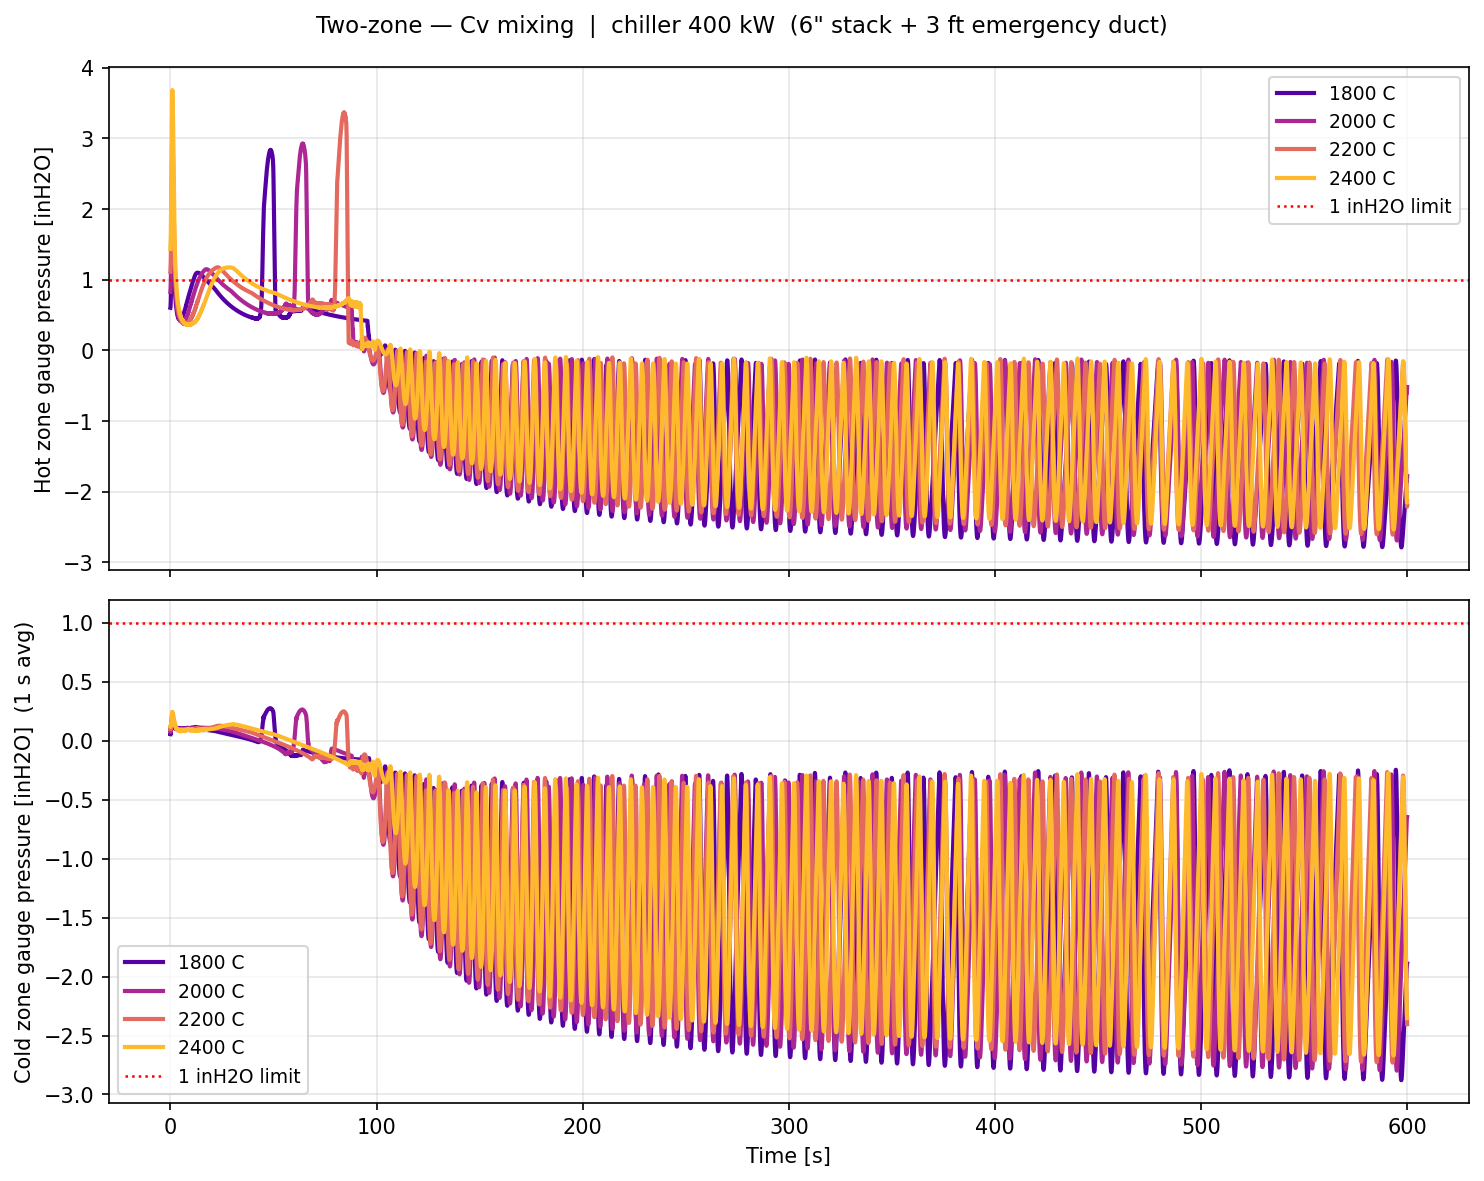 Two-zone — Cv mixing | chiller 400 kW (6" stack + 3 ft emergency duct)
Hot zone gauge pressure [inH2O]
4
3
2
1
0
−1
−2
−3
1800 C
2000 C
2200 C
2400 C
1 inH2O limit
Cold zone gauge pressure [inH2O] (1 s avg)
1.0
0.5
0.0
−0.5
−1.0
−1.5
−2.0
−2.5
−3.0
1800 C
2000 C
2200 C
2400 C
1 inH2O limit
0 100 200 300 400 500 600
Time [s]